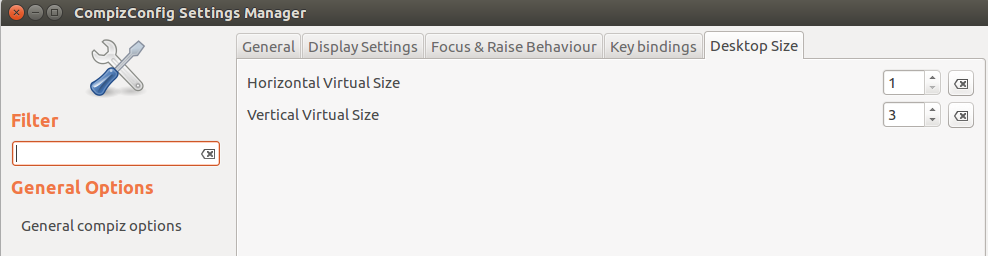 CompizConfig Settings Manager
General Display Settings Focus & Raise Behaviour Key bindings Desktop Size
Horizontal Virtual Size 1
Vertical Virtual Size 3
Filter
General Options
General compiz options